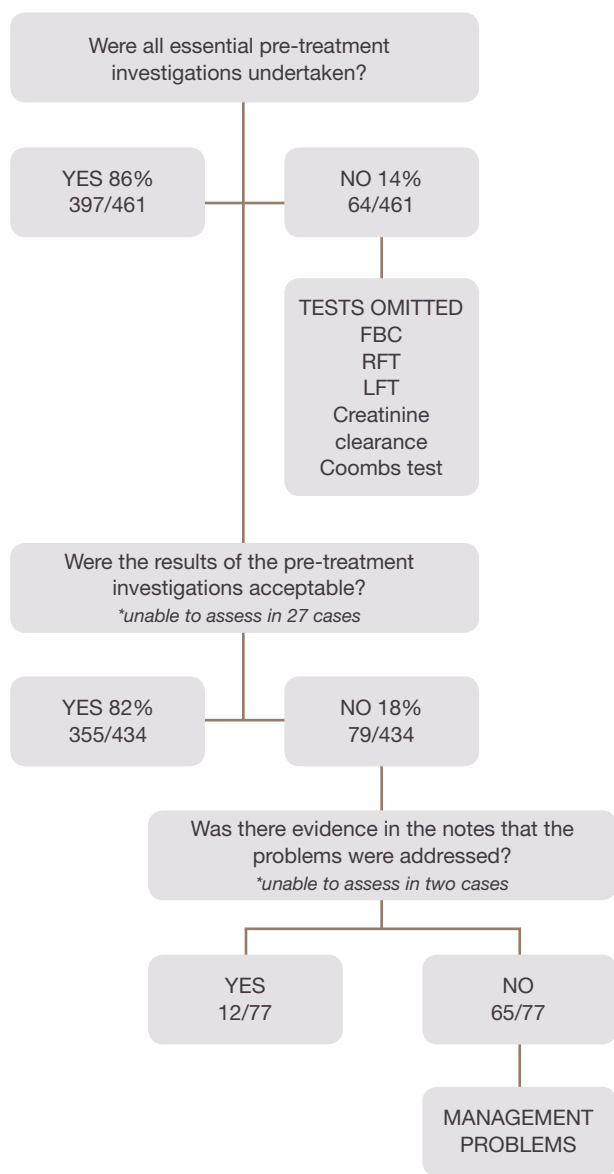 Were all essential pre-treatment
investigations undertaken?
YES 86%
397/461
NO 14%
64/461
TESTS OMITTED
FBC
RFT
LFT
Creatinine
clearance
Coombs test
Were the results of the pre-treatment
investigations acceptable?
*unable to assess in 27 cases
YES 82%
355/434
NO 18%
79/434
Was there evidence in the notes that the
problems were addressed?
*unable to assess in two cases
YES
12/77
NO
65/77
MANAGEMENT
PROBLEMS